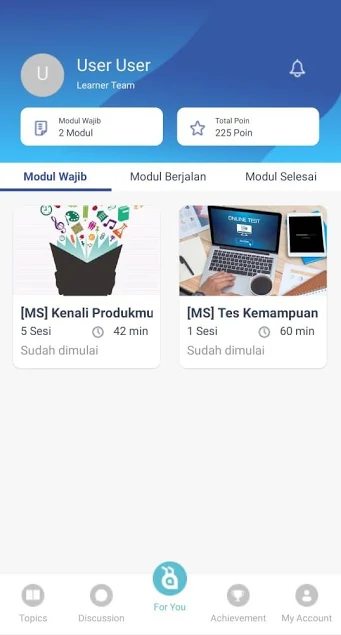 U
User User
Learner Team
Modul Wajib
2 Modul
Total Poin
225 Poin
Modul Wajib
Modul Berjalan
Modul Selesai
ONLINE TEST
[MS] Kenali Produkmu
5 Sesi
42 min
Sudah dimulai
[MS] Tes Kemampuan
1 Sesi
60 min
Sudah dimulai
Topics
Discussion
For You
Achievement
My Account